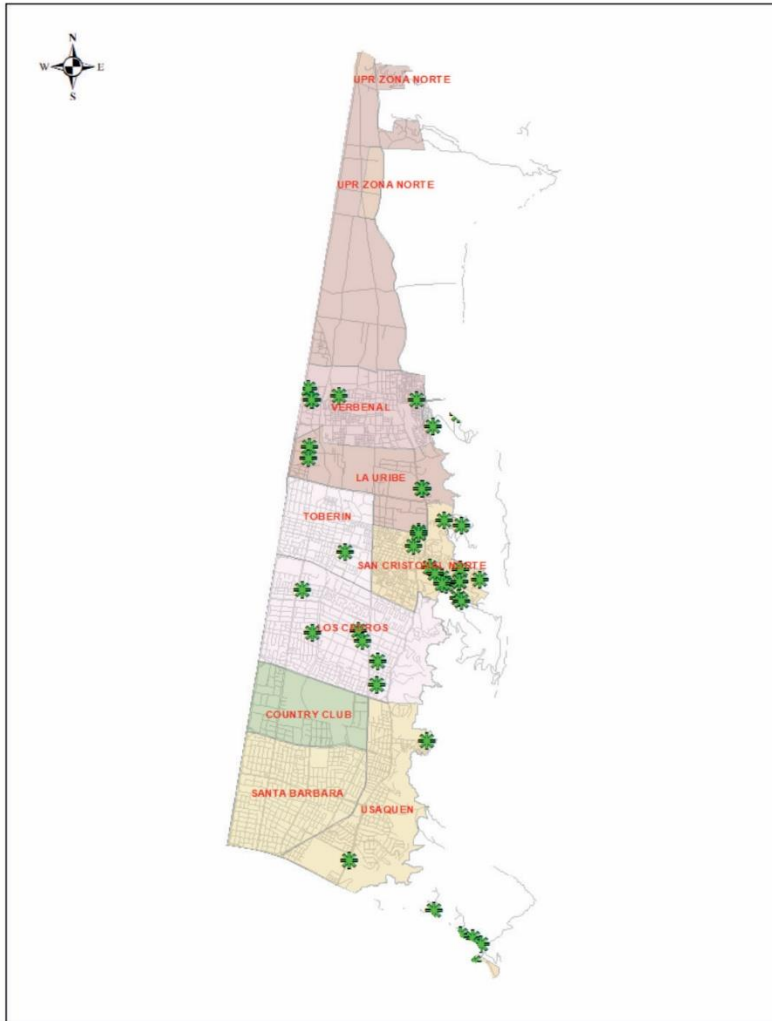 N
W E
S
UPR ZONA NORTE
UPR ZONA NORTE
VERBENAL
LA URIBE
TOBERIN
SAN CRISTOBAL NORTE
LOS CEDROS
COUNTRY CLUB
SANTA BARBARA
USAQUEN